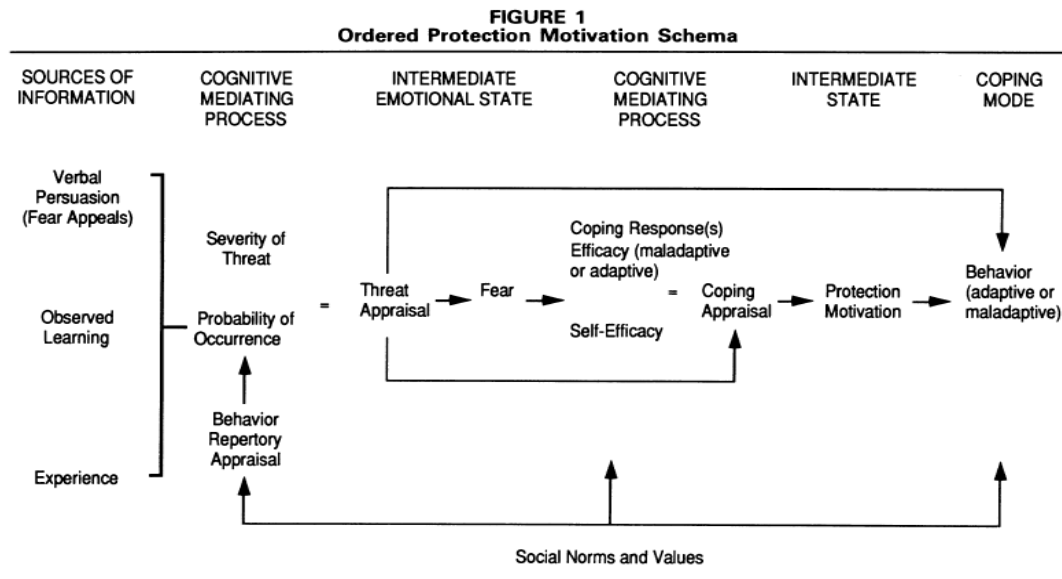 FIGURE 1
Ordered Protection Motivation Schema
SOURCES OF
INFORMATION
COGNITIVE
MEDIATING
PROCESS
INTERMEDIATE
EMOTIONAL STATE
COGNITIVE
MEDIATING
PROCESS
INTERMEDIATE
STATE
COPING
MODE
Verbal
Persuasion
(Fear Appeals)
Observed
Learning
Experience
Severity of
Threat
Probability of
Occurrence
Behavior
Repertory
Appraisal
=
Threat
Appraisal
Fear
Coping Response(s)
Efficacy (maladaptive
or adaptive)
Self-Efficacy
=
Coping
Appraisal
Protection
Motivation
Behavior
(adaptive or
maladaptive)
Social Norms and Values